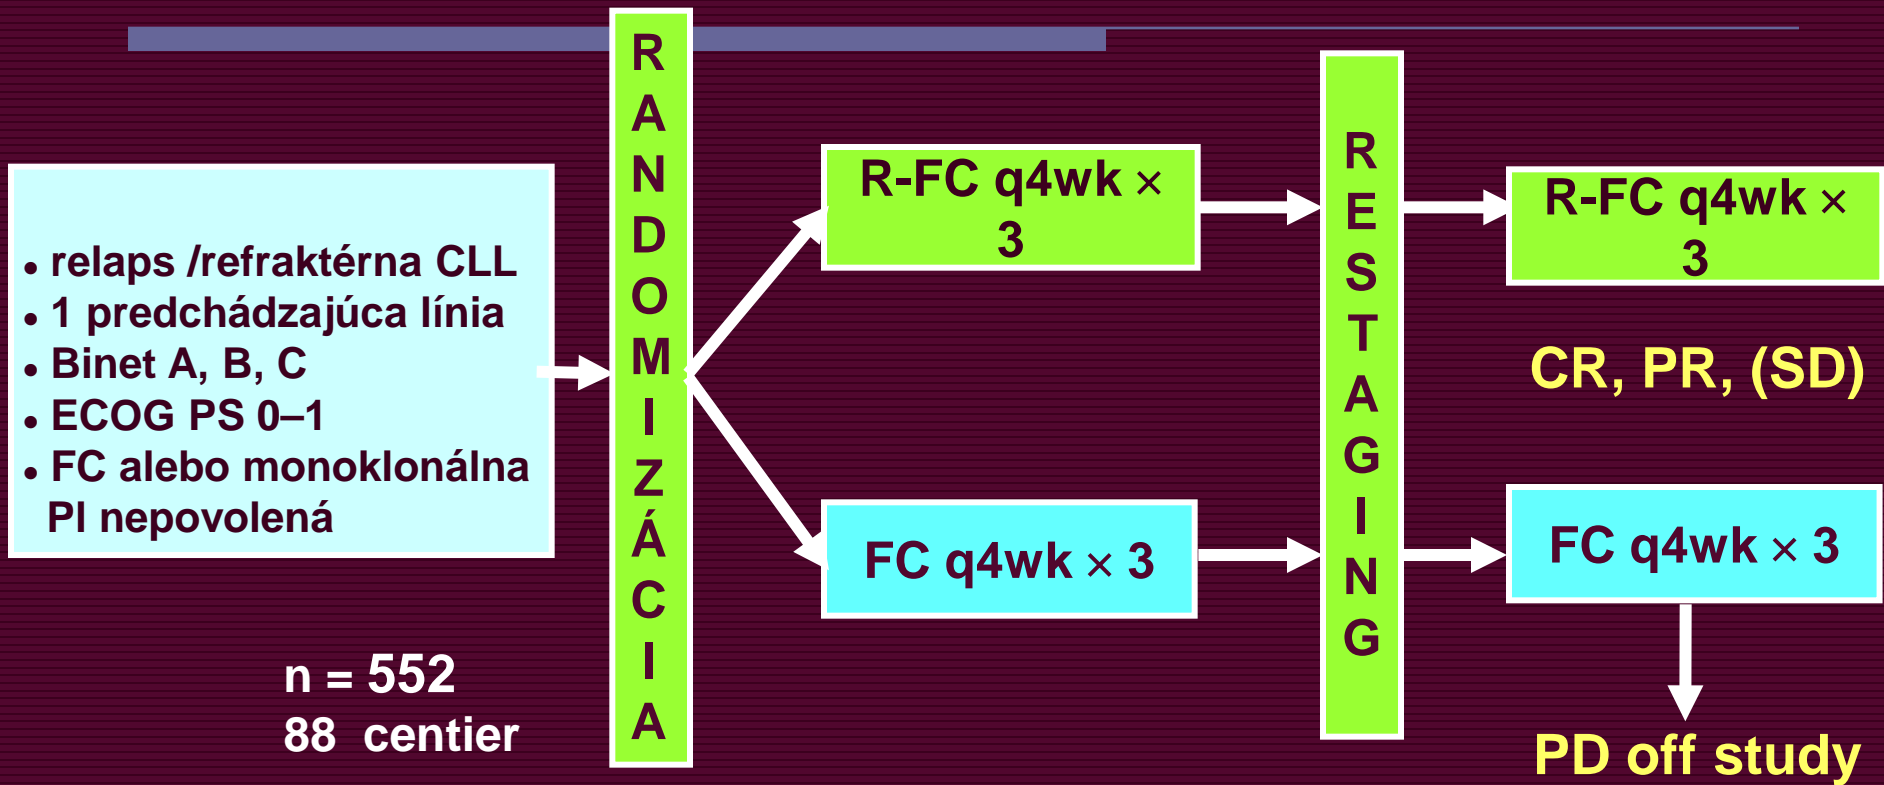 ● relaps /refraktérna CLL
● 1 predchádzajúca línia
● Binet A, B, C
● ECOG PS 0–1
● FC alebo monoklonálna
PI nepovolená
n = 552
88 centier
R
A
N
D
O
M
I
Z
Á
C
I
A
R-FC q4wk ×
3
FC q4wk × 3
R
E
S
T
A
G
I
N
G
R-FC q4wk ×
3
CR, PR, (SD)
FC q4wk × 3
PD off study